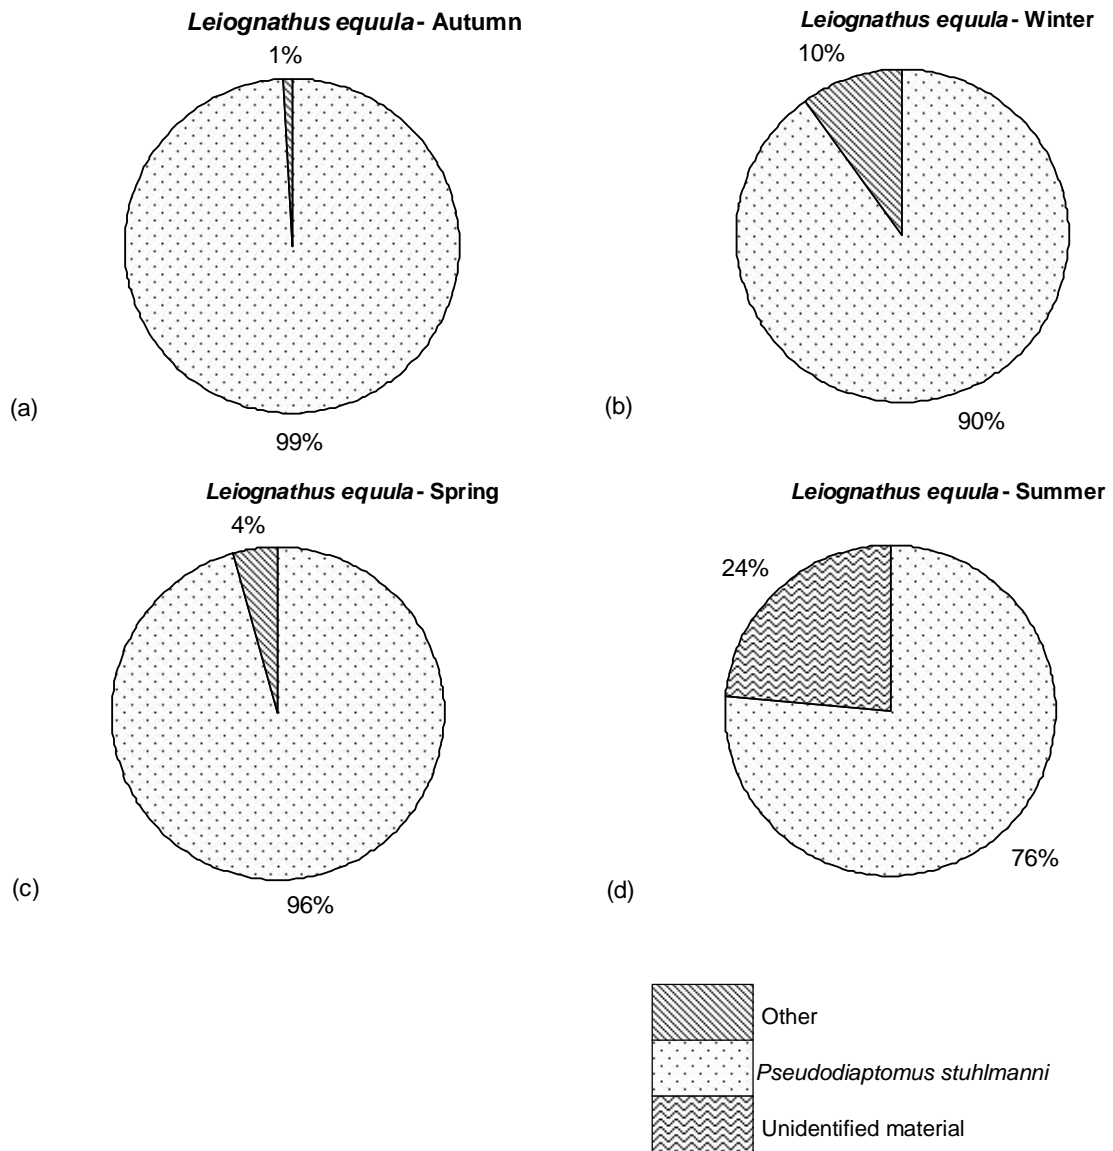 Leiognathus equula - Autumn
1%
(a)
99%
Leiognathus equula - Winter
10%
(b)
90%
Leiognathus equula - Spring
4%
(c)
96%
Leiognathus equula - Summer
24%
76%
(d)
Other
Pseudodiaptomus stuhlmanni
Unidentified material